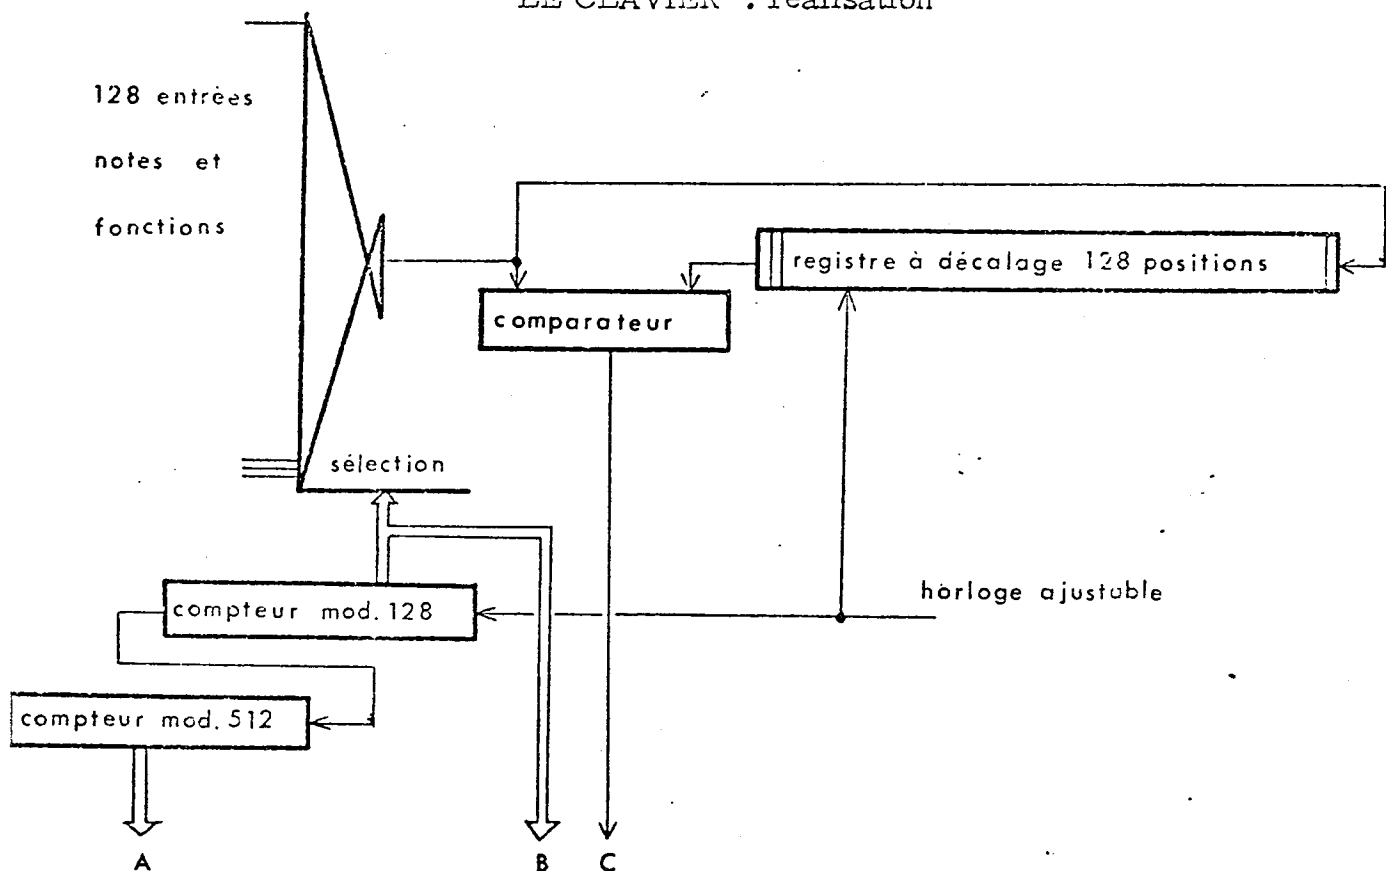 LE CLAVIER : réalisation
128 entrées
notes et
fonctions
registre à décalage 128 positions
comparateur
sélection
horloge ajustable
compteur mod. 128
compteur mod. 512
A
B
C